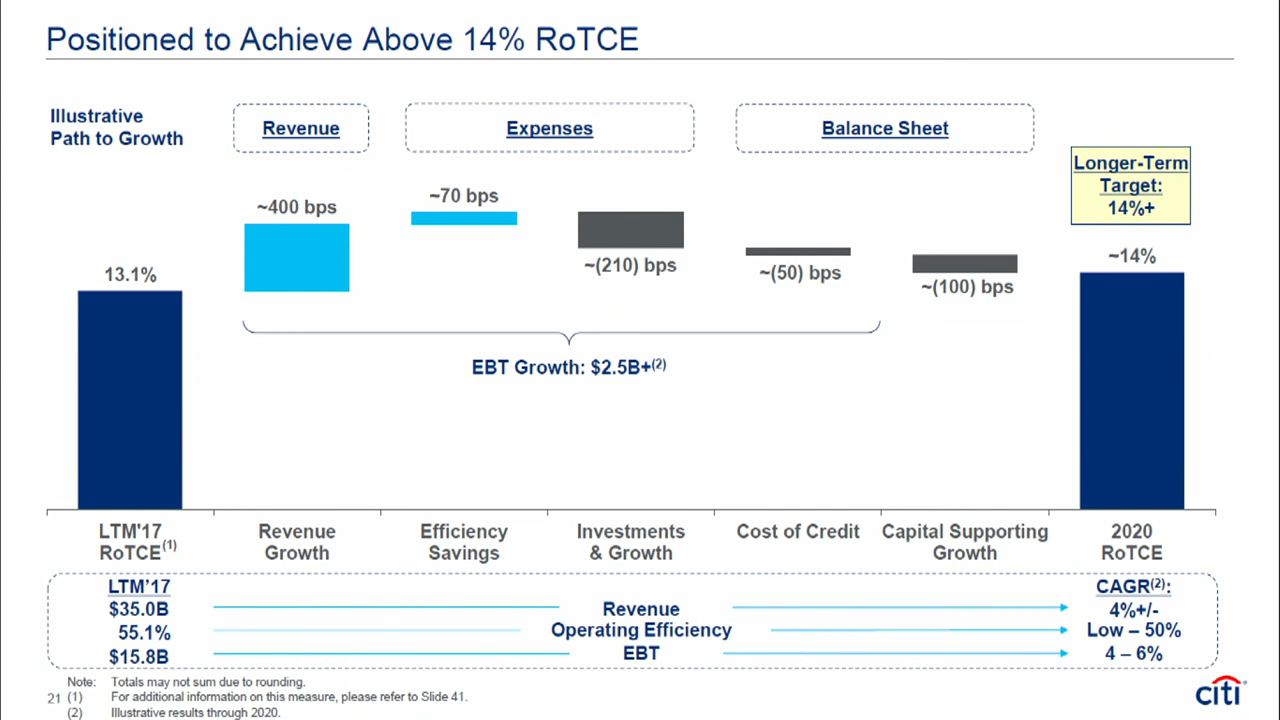 Positioned to Achieve Above 14% RoTCE
Illustrative
Path to Growth
Revenue
Expenses
Balance Sheet
Longer-Term
Target:
14%+
13.1%
~400 bps
~70 bps
~(210) bps
~(50) bps
~(100) bps
~14%
EBT Growth: $2.5B+(2)
LTM'17
RoTCE(1)
Revenue
Growth
Efficiency
Savings
Investments
& Growth
Cost of Credit
Capital Supporting
Growth
2020
RoTCE
LTM’17
CAGR(2):
$35.0B Revenue 4%+/-
55.1% Operating Efficiency Low – 50%
$15.8B EBT 4 – 6%
Note: Totals may not sum due to rounding.
(1) For additional information on this measure, please refer to Slide 41.
(2) Illustrative results through 2020.
21
citi